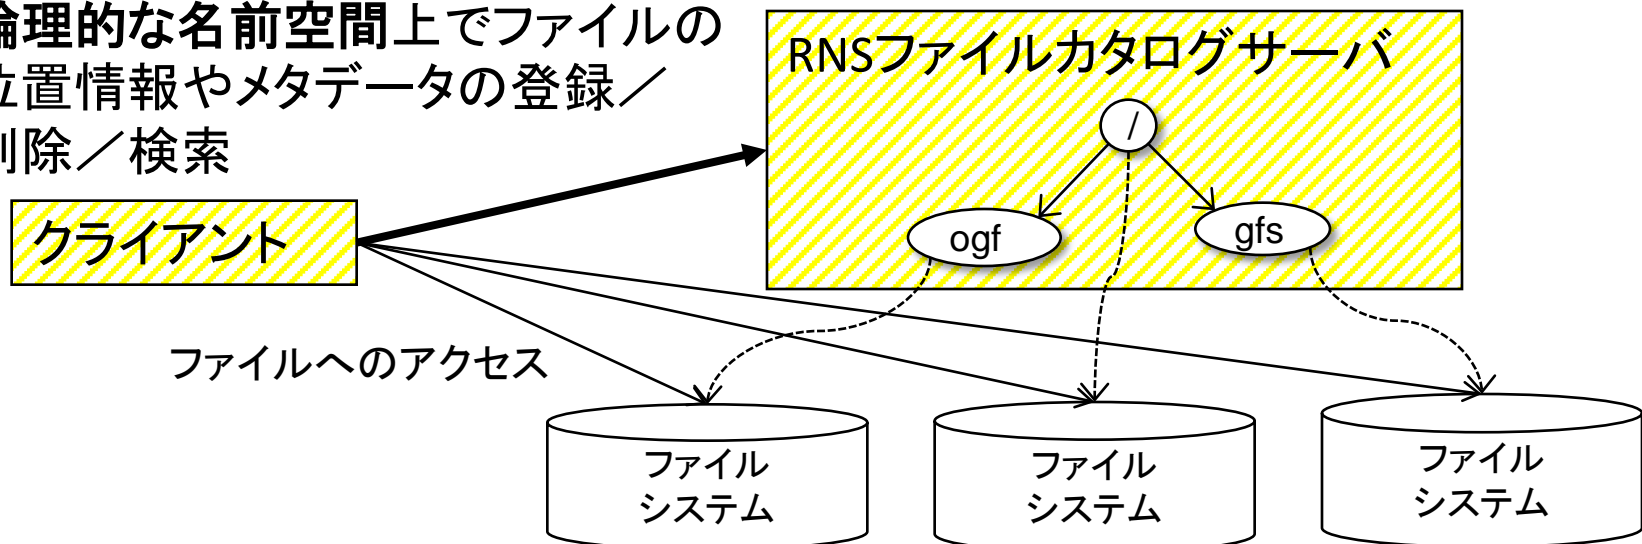 論理的な名前空間上でファイルの
位置情報やメタデータの登録／
削除／検索
RNSファイルカタログサーバ
/
ogf
gfs
クライアント
ファイルへのアクセス
ファイル
システム
ファイル
システム
ファイル
システム